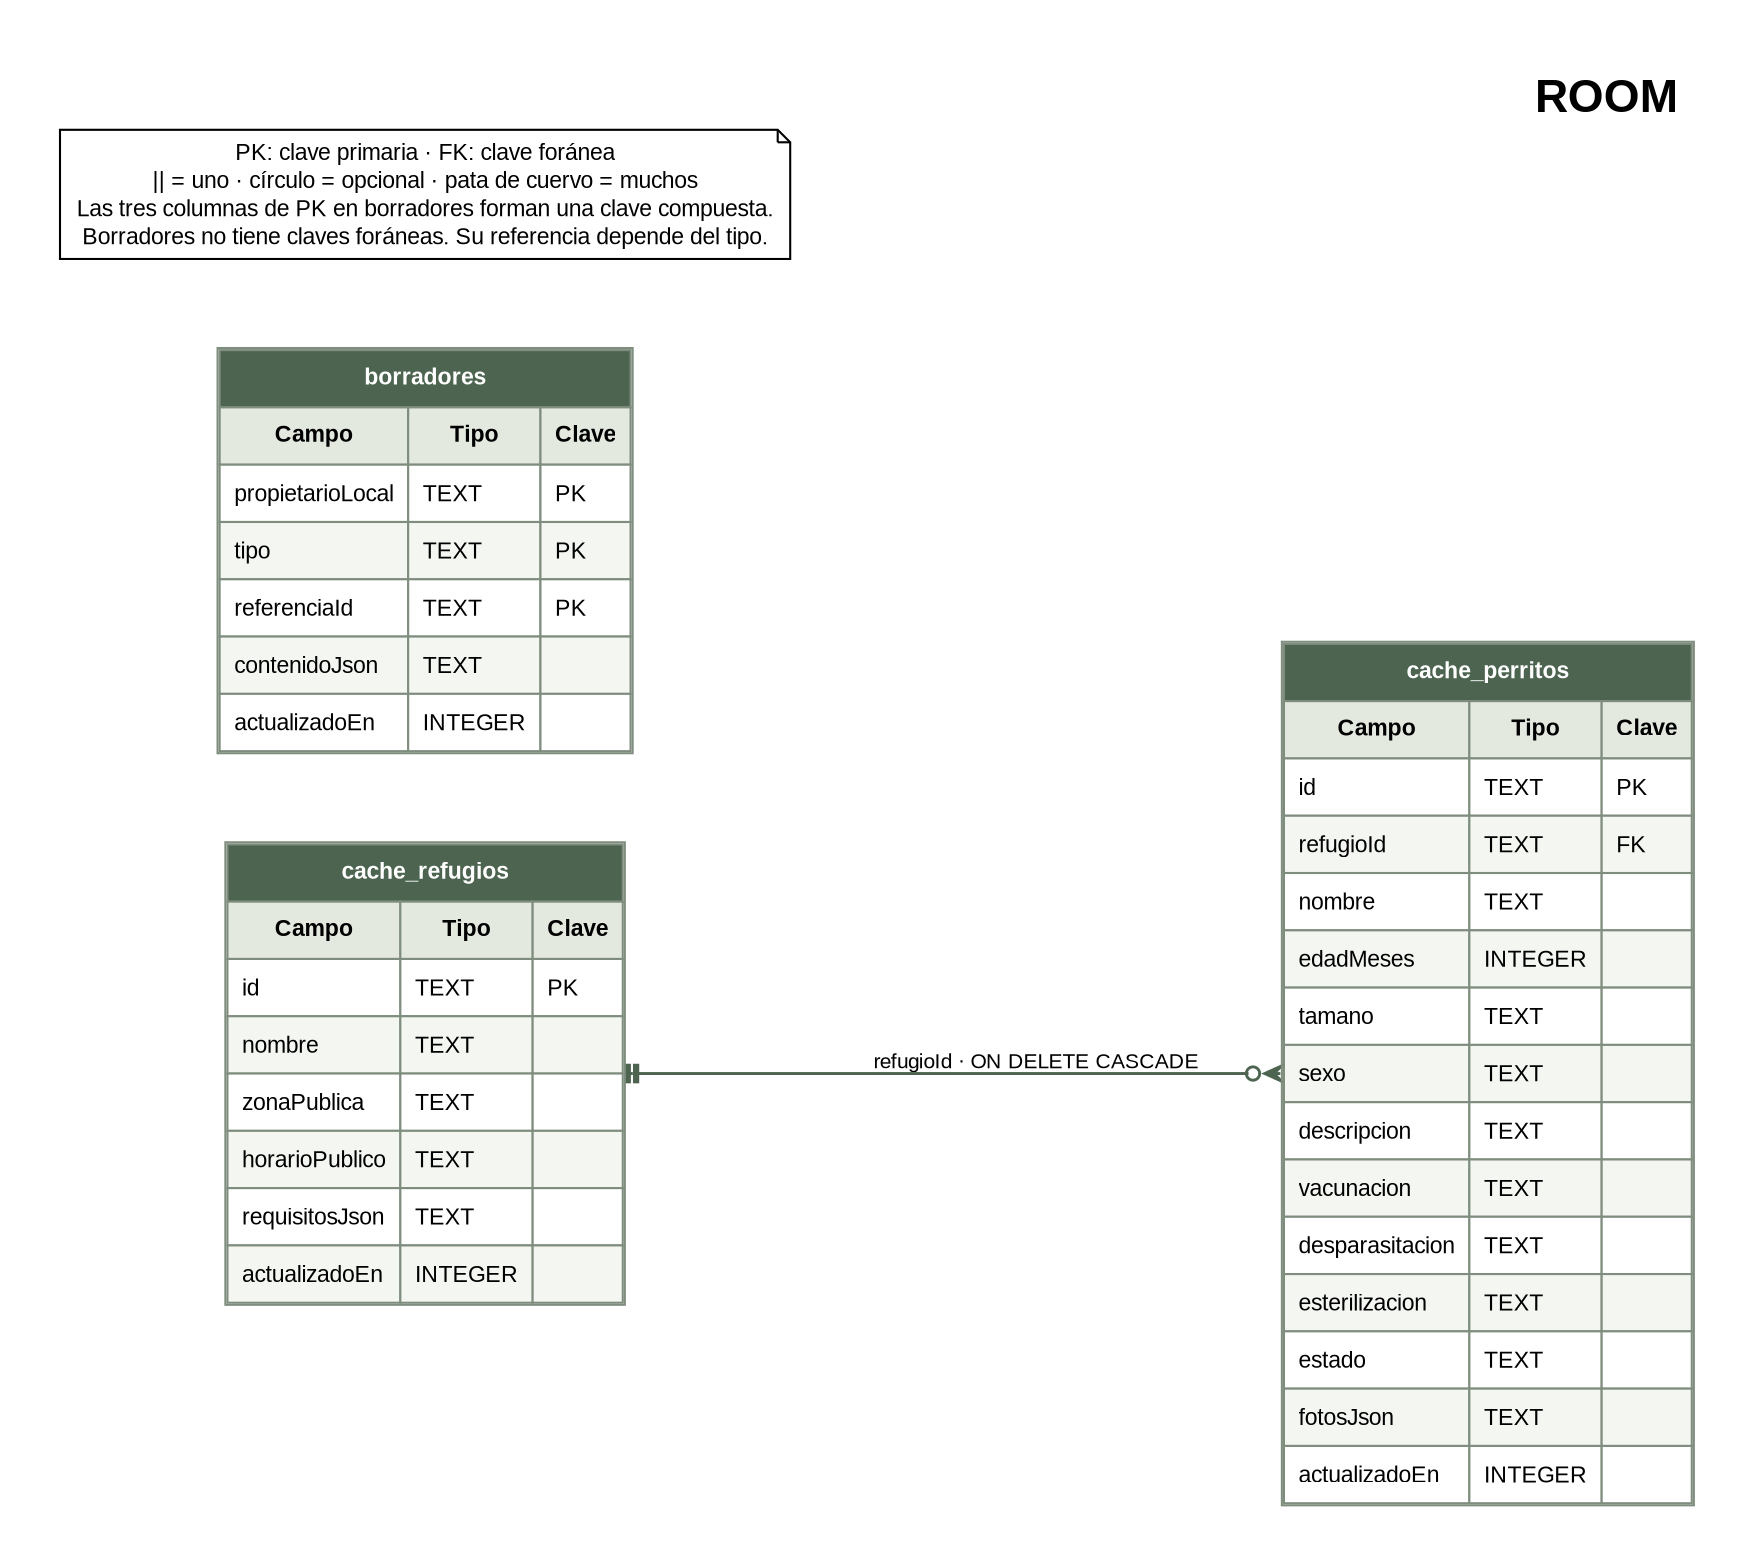 ROOM
PK: clave primaria · FK: clave foránea
|| = uno · círculo = opcional · pata de cuervo = muchos
Las tres columnas de PK en borradores forman una clave compuesta.
Borradores no tiene claves foráneas. Su referencia depende del tipo.
borradores
Campo Tipo Clave
propietarioLocal TEXT PK
tipo TEXT PK
referenciaId TEXT PK
contenidoJson TEXT
actualizadoEn INTEGER
cache_refugios
Campo Tipo Clave
id TEXT PK
nombre TEXT
zonaPublica TEXT
horarioPublico TEXT
requisitosJson TEXT
actualizadoEn INTEGER
refugioId · ON DELETE CASCADE
cache_perritos
Campo Tipo Clave
id TEXT PK
refugioId TEXT FK
nombre TEXT
edadMeses INTEGER
tamano TEXT
sexo TEXT
descripcion TEXT
vacunacion TEXT
desparasitacion TEXT
esterilizacion TEXT
estado TEXT
fotosJson TEXT
actualizadoEn INTEGER